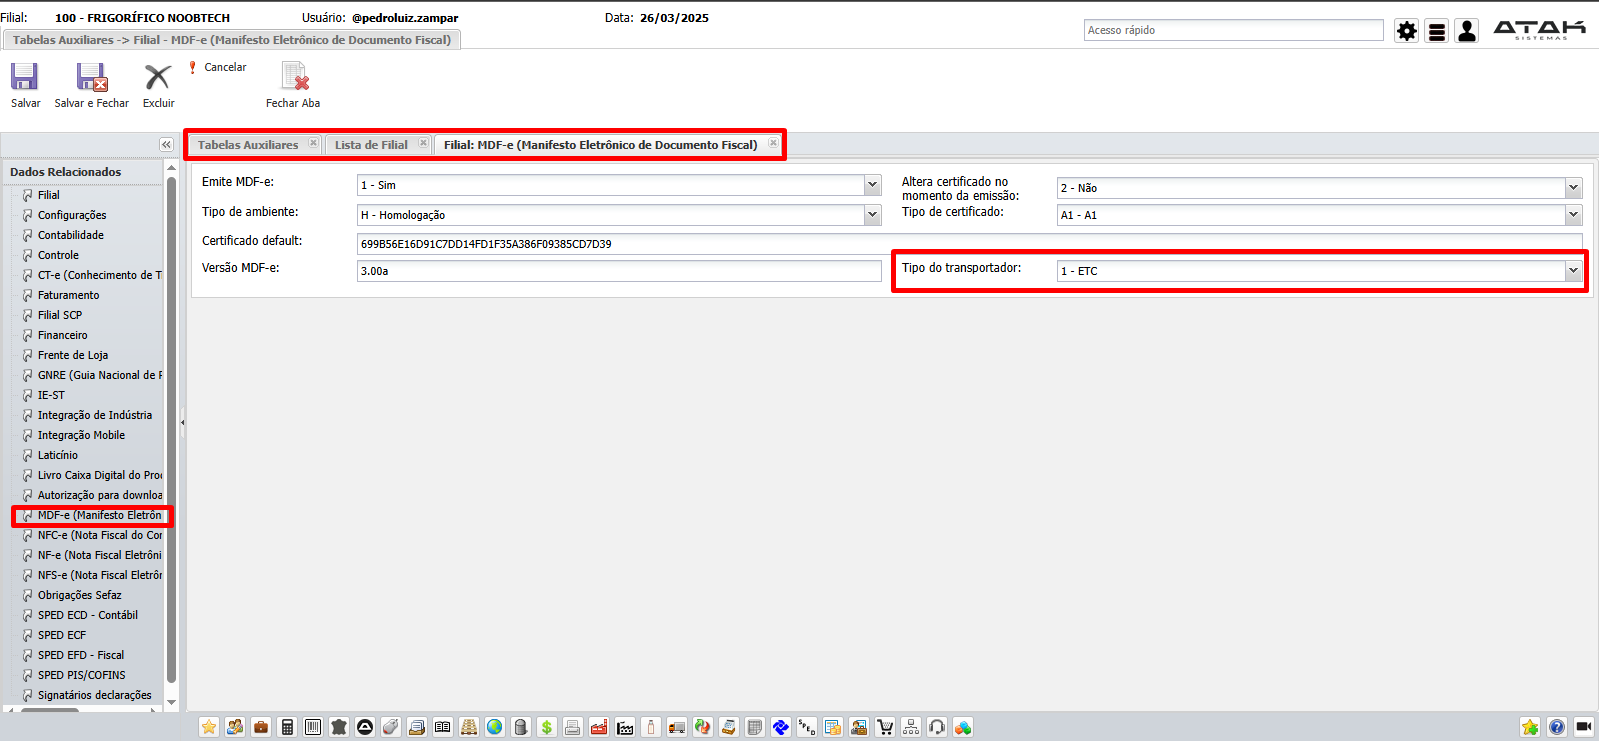 Filial: 100 - FRIGORÍFICO NOOBTECH Usuário: @pedroluiz.zampar Data: 26/03/2025
Acesso rápido
ATAK
SISTEMAS
Tabelas Auxiliares -> Filial - MDF-e (Manifesto Eletrônico de Documento Fiscal)
Salvar
Salvar e Fechar
Excluir
Cancelar
Fechar Aba
Tabelas Auxiliares
Lista de Filial
Filial: MDF-e (Manifesto Eletrônico de Documento Fiscal)
Dados Relacionados
Filial
Configurações
Contabilidade
Controle
CT-e (Conhecimento de T
Faturamento
Filial SCP
Financeiro
Frente de Loja
GNRE (Guia Nacional de F
IE-ST
Integração de Indústria
Integração Mobile
Laticínio
Livro Caixa Digital do Prod
Autorização para downloa
MDF-e (Manifesto Eletrôn
NFC-e (Nota Fiscal do Cor
NF-e (Nota Fiscal Eletrôni
NFS-e (Nota Fiscal Eletrôr
Obrigações Sefaz
SPED ECD - Contábil
SPED ECF
SPED EFD - Fiscal
SPED PIS/COFINS
Signatários declarações
Emite MDF-e: 1 - Sim
Altera certificado no
momento da emissão: 2 - Não
Tipo de ambiente: H - Homologação
Tipo de certificado: A1 - A1
Certificado default: 699B56E16D91C7DD14FD1F35A386F09385CD7D39
Versão MDF-e: 3.00a
Tipo do transportador: 1 - ETC
SPED